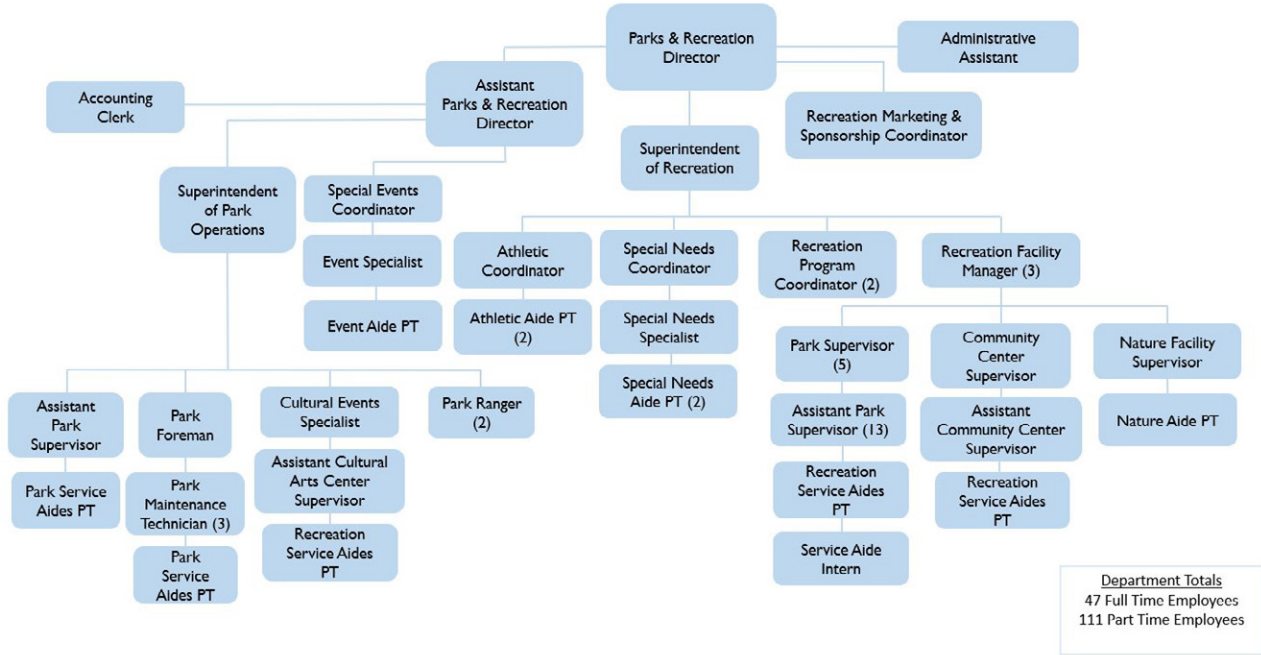 Parks & Recreation
Director
Administrative
Assistant
Assistant
Parks & Recreation
Director
Accounting
Clerk
Recreation Marketing &
Sponsorship Coordinator
Superintendent
of Recreation
Superintendent
of Park
Operations
Special Events
Coordinator
Event Specialist
Event Aide PT
Athletic
Coordinator
Athletic Aide PT
(2)
Special Needs
Coordinator
Special Needs
Specialist
Special Needs
Aide PT (2)
Recreation
Program
Coordinator (2)
Recreation Facility
Manager (3)
Park Supervisor
(5)
Assistant Park
Supervisor (13)
Recreation
Service Aides
PT
Service Aide
Intern
Community
Center
Supervisor
Assistant
Community Center
Supervisor
Recreation
Service Aides
PT
Nature Facility
Supervisor
Nature Aide PT
Assistant
Park
Supervisor
Park Service
Aides PT
Park
Foreman
Park
Maintenance
Technician (3)
Park
Service
Aides PT
Cultural Events
Specialist
Assistant Cultural
Arts Center
Supervisor
Recreation
Service Aides
PT
Park Ranger
(2)
Department Totals
47 Full Time Employees
111 Part Time Employees